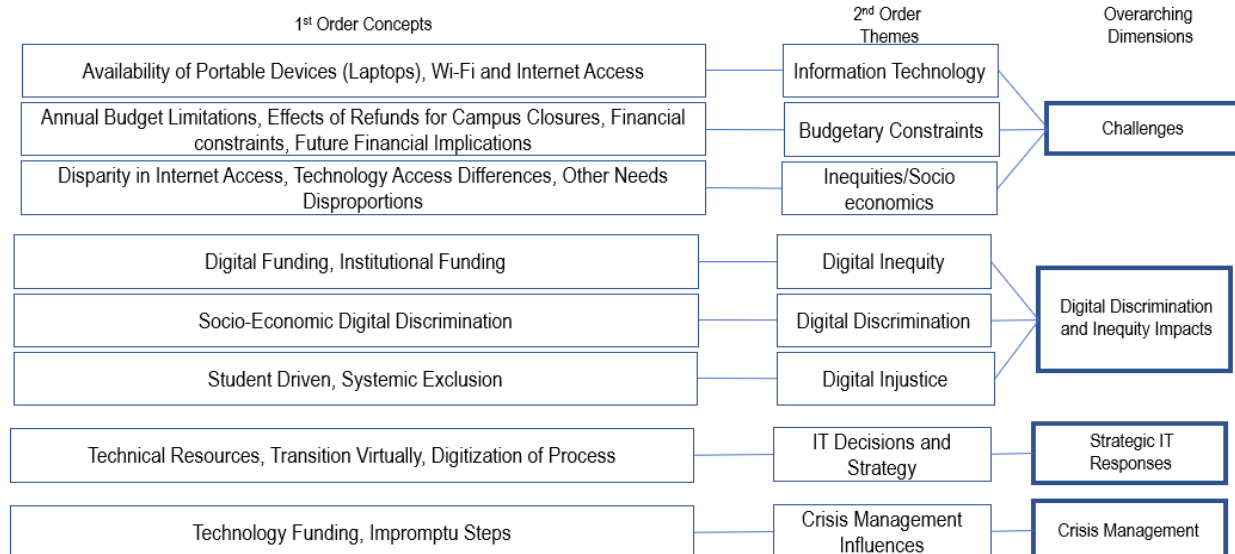 1st Order Concepts
2nd Order
Themes
Overarching
Dimensions
Availability of Portable Devices (Laptops), Wi-Fi and Internet Access
Information Technology
Annual Budget Limitations, Effects of Refunds for Campus Closures, Financial
constraints, Future Financial Implications
Budgetary Constraints
Challenges
Disparity in Internet Access, Technology Access Differences, Other Needs
Disproportions
Inequities/Socio
economics
Digital Funding, Institutional Funding
Digital Inequity
Socio-Economic Digital Discrimination
Digital Discrimination
Digital Discrimination
and Inequity Impacts
Student Driven, Systemic Exclusion
Digital Injustice
Technical Resources, Transition Virtually, Digitization of Process
IT Decisions and
Strategy
Strategic IT
Responses
Technology Funding, Impromptu Steps
Crisis Management
Influences
Crisis Management